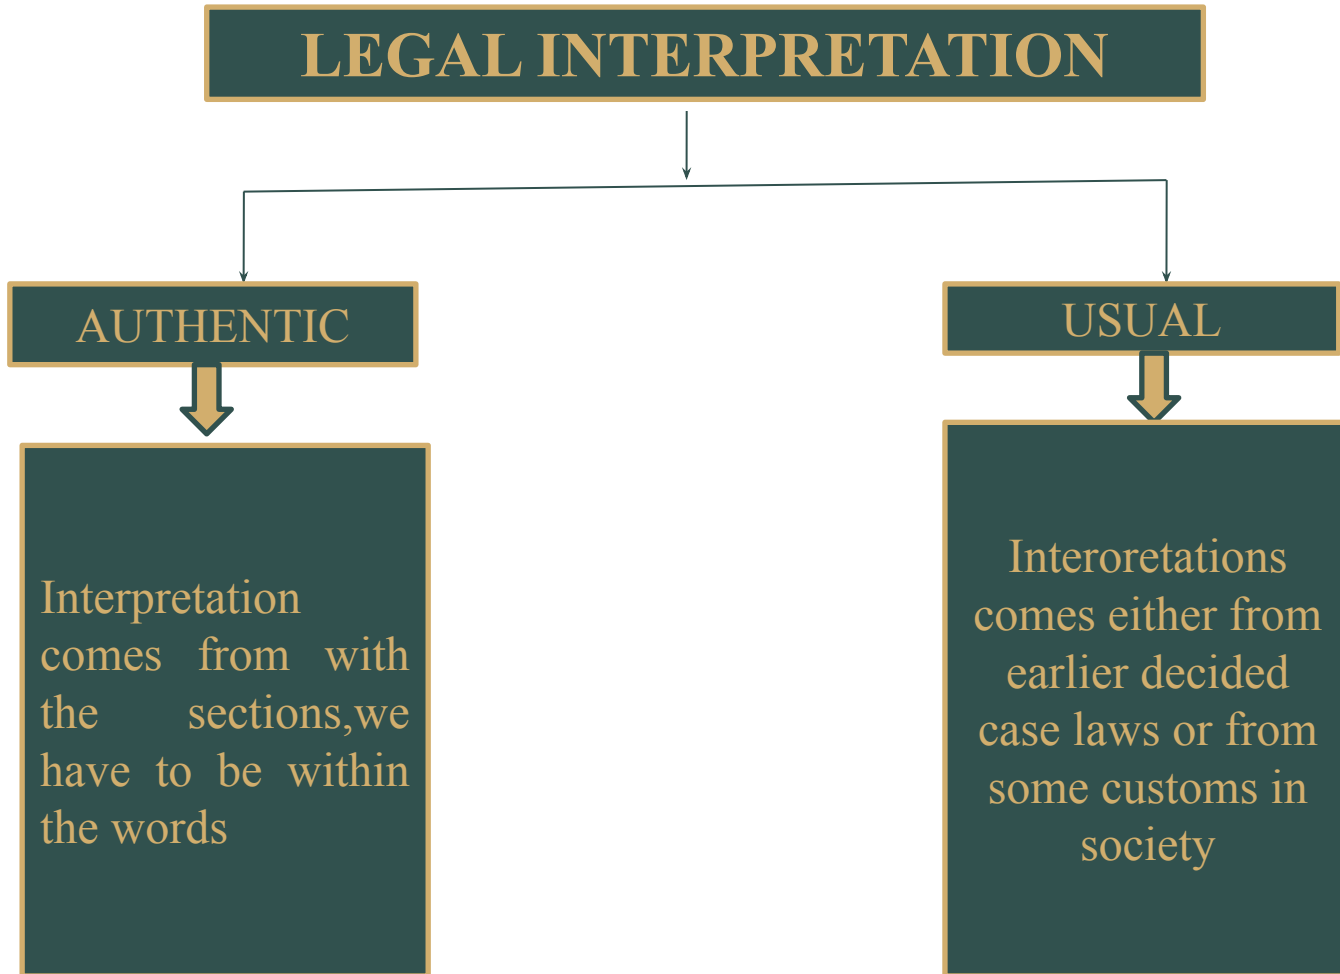 LEGAL INTERPRETATION
AUTHENTIC
USUAL
Interpretation
comes from with
the sections,we
have to be within
the words
Interoretations
comes either from
earlier decided
case laws or from
some customs in
society